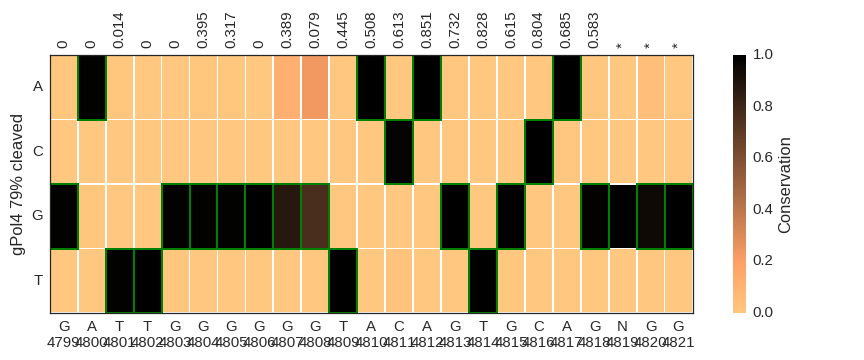 0 0 0.014 0 0 0.395 0.317 0 0.389 0.079 0.445 0.508 0.613 0.851 0.732 0.828 0.615 0.804 0.685 0.583 * * *
gPol4 79% cleaved
A
C
G
T
G A T T G G G G G G T A C A G T G C A G N G G
4799 4800 4801 4802 4803 4804 4805 4806 4807 4808 4809 4810 4811 4812 4813 4814 4815 4816 4817 4818 4819 4820 4821
1.0
0.8
0.6
0.4
0.2
0.0
Conservation